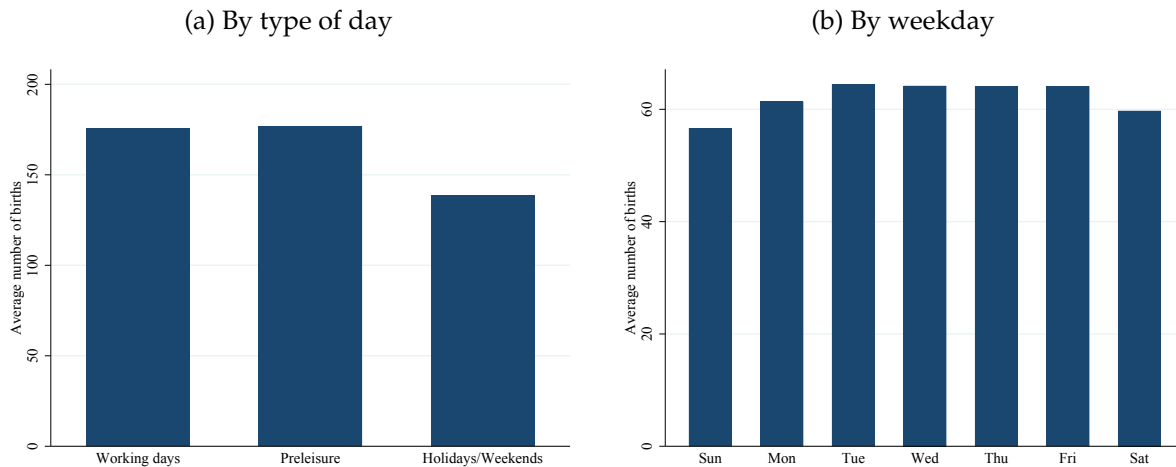 (a) By type of day
Average number of births
200
150
100
50
0
Working days Preleisure Holidays/Weekends
(b) By weekday
Average number of births
60
40
20
0
Sun Mon Tue Wed Thu Fri Sat